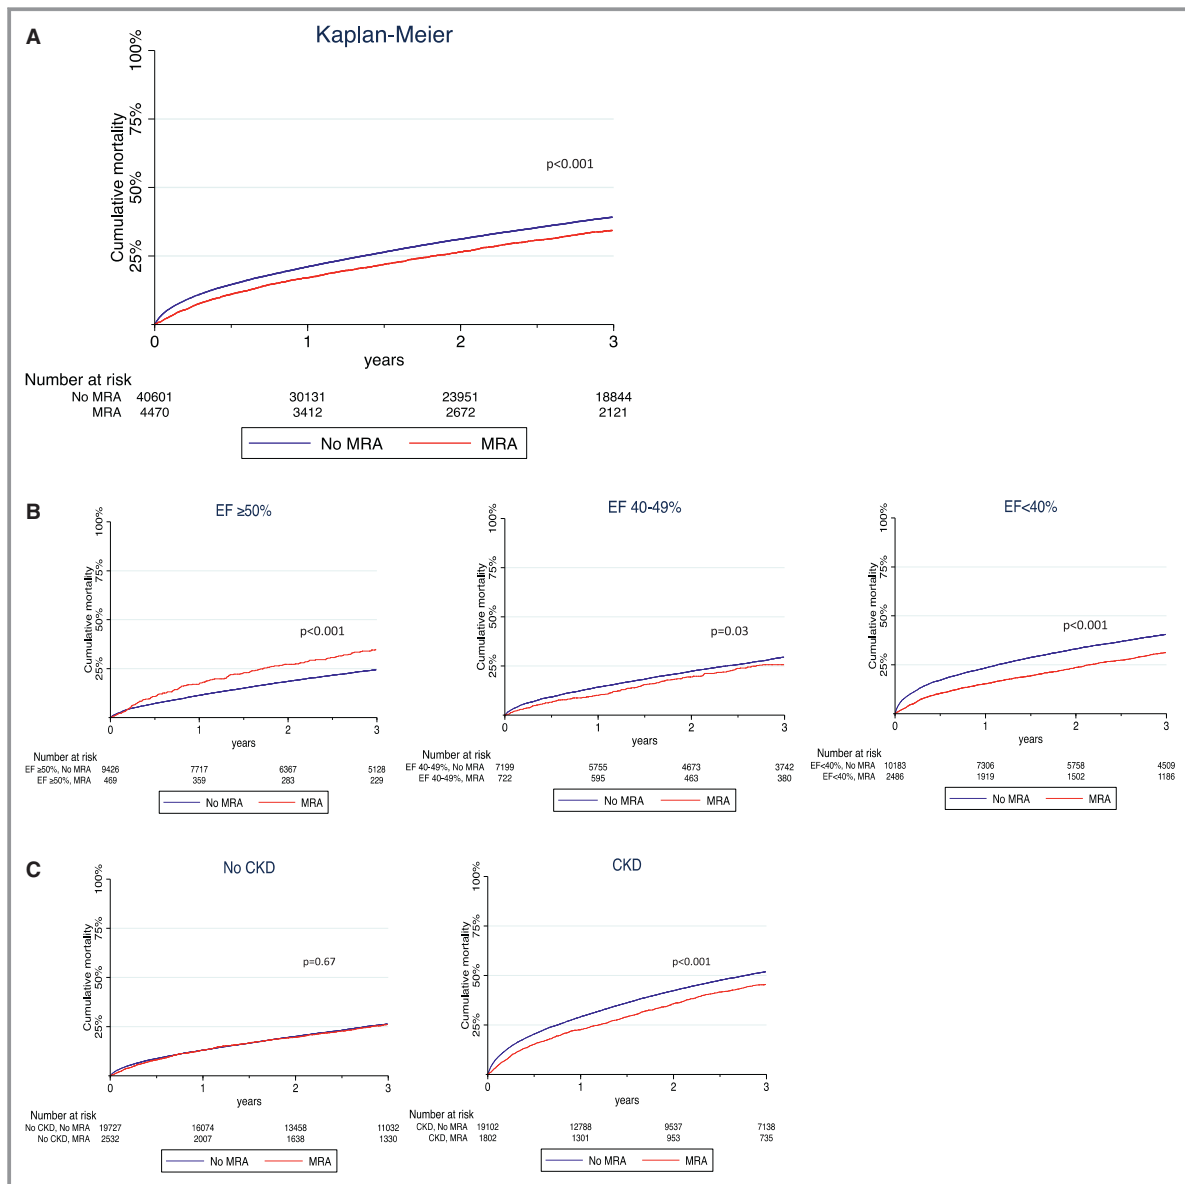 A
Kaplan-Meier
Cumulative mortality
100%
75%
50%
25%
p<0.001
0 1 2 3
years
Number at risk
No MRA 40601 30131 23951 18844
MRA 4470 3412 2672 2121
No MRA MRA
B
EF ≥50%
Cumulative mortality
100%
75%
50%
25%
p<0.001
0 1 2 3
years
Number at risk
EF ≥50%, No MRA 9426 7717 6367 5128
EF ≥50%, MRA 469 359 283 229
No MRA MRA
EF 40-49%
Cumulative mortality
100%
75%
50%
25%
p=0.03
0 1 2 3
years
Number at risk
EF 40-49%, No MRA 7199 5755 4673 3742
EF 40-49%, MRA 722 595 463 380
No MRA MRA
EF<40%
Cumulative mortality
100%
75%
50%
25%
p<0.001
0 1 2 3
years
Number at risk
EF<40%, No MRA 10183 7306 5758 4509
EF<40%, MRA 2486 1919 1502 1186
No MRA MRA
C
No CKD
Cumulative mortality
100%
75%
50%
25%
p=0.67
0 1 2 3
years
Number at risk
No CKD, No MRA 19727 16074 13458 11032
No CKD, MRA 2532 2007 1638 1330
No MRA MRA
CKD
Cumulative mortality
100%
75%
50%
25%
p<0.001
0 1 2 3
years
Number at risk
CKD, No MRA 19102 12788 9537 7138
CKD, MRA 1802 1301 953 735
No MRA MRA